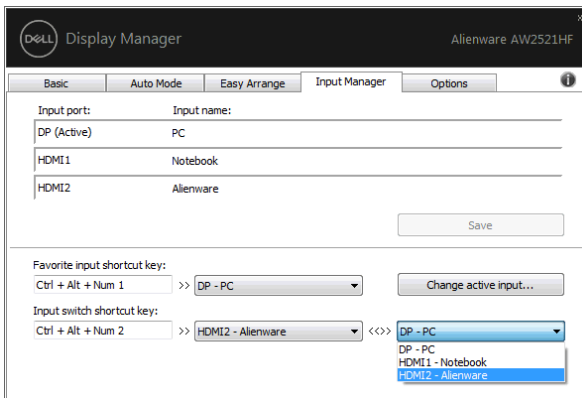 DELL Display Manager
Alienware AW2521HF
Basic Auto Mode Easy Arrange Input Manager Options
Input port: Input name:
DP (Active) PC
HDMI1 Notebook
HDMI2 Alienware
Save
Favorite input shortcut key:
Ctrl + Alt + Num 1 >> DP - PC Change active input...
Input switch shortcut key:
Ctrl + Alt + Num 2 >> HDMI2 - Alienware <<>> DP - PC
DP - PC
HDMI1 - Notebook
HDMI2 - Alienware